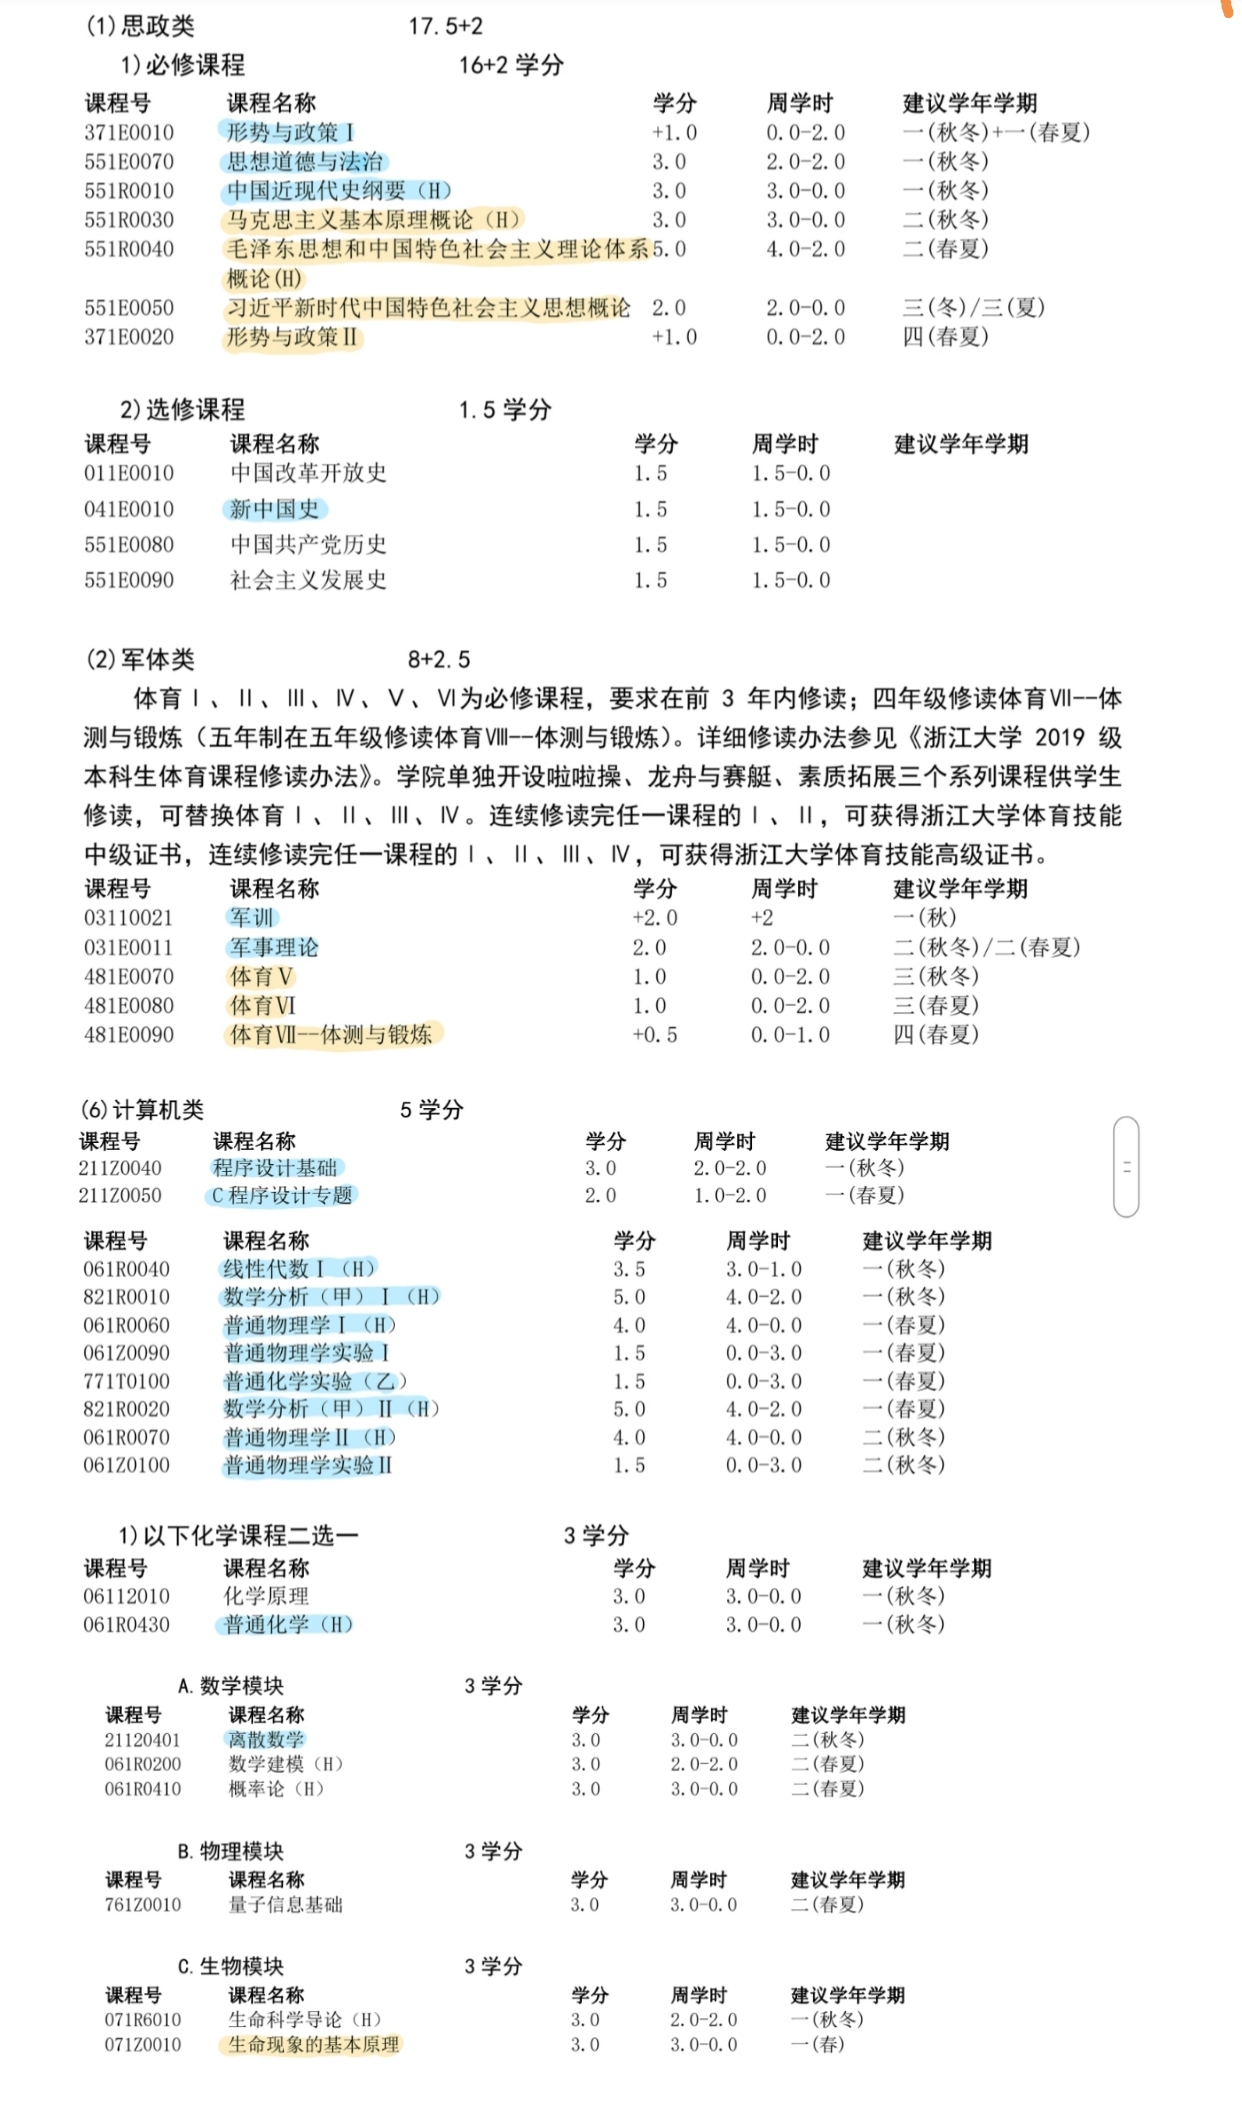 (1)思政类 17.5+2
1)必修课程 16+2 学分
课程号 课程名称 学分 周学时 建议学年学期
371E0010 形势与政策Ⅰ +1.0 0.0-2.0 一(秋冬)+一(春夏)
551E0070 思想道德与法治 3.0 2.0-2.0 一(秋冬)
551R0010 中国近现代史纲要（H） 3.0 3.0-0.0 一(秋冬)
551R0030 马克思主义基本原理概论（H） 3.0 3.0-0.0 二(秋冬)
551R0040 毛泽东思想和中国特色社会主义理论体系 5.0 4.0-2.0 二(春夏)
概论(H)
551E0050 习近平新时代中国特色社会主义思想概论 2.0 2.0-0.0 三(冬)/三(夏)
371E0020 形势与政策Ⅱ +1.0 0.0-2.0 四(春夏)
2)选修课程 1.5 学分
课程号 课程名称 学分 周学时 建议学年学期
011E0010 中国改革开放史 1.5 1.5-0.0
041E0010 新中国史 1.5 1.5-0.0
551E0080 中国共产党历史 1.5 1.5-0.0
551E0090 社会主义发展史 1.5 1.5-0.0
(2)军体类 8+2.5
体育Ⅰ、Ⅱ、Ⅲ、Ⅳ、Ⅴ、Ⅵ为必修课程，要求在前 3 年内修读；四年级修读体育Ⅶ--体
测与锻炼（五年制在五年级修读体育Ⅷ--体测与锻炼）。详细修读办法参见《浙江大学 2019 级
本科生体育课程修读办法》。学院单独开设啦啦操、龙舟与赛艇、素质拓展三个系列课程供学生
修读，可替换体育Ⅰ、Ⅱ、Ⅲ、Ⅳ。连续修读完任一课程的Ⅰ、Ⅱ，可获得浙江大学体育技能
中级证书，连续修读完任一课程的Ⅰ、Ⅱ、Ⅲ、Ⅳ，可获得浙江大学体育技能高级证书。
课程号 课程名称 学分 周学时 建议学年学期
03110021 军训 +2.0 +2 一(秋)
031E0011 军事理论 2.0 2.0-0.0 二(秋冬)/二(春夏)
481E0070 体育Ⅴ 1.0 0.0-2.0 三(秋冬)
481E0080 体育Ⅵ 1.0 0.0-2.0 三(春夏)
481E0090 体育Ⅶ--体测与锻炼 +0.5 0.0-1.0 四(春夏)
(6)计算机类 5 学分
课程号 课程名称 学分 周学时 建议学年学期
211Z0040 程序设计基础 3.0 2.0-2.0 一(秋冬)
211Z0050 C 程序设计专题 2.0 1.0-2.0 一(春夏)
课程号 课程名称 学分 周学时 建议学年学期
061R0040 线性代数Ⅰ（H） 3.5 3.0-1.0 一(秋冬)
821R0010 数学分析（甲）Ⅰ（H） 5.0 4.0-2.0 一(秋冬)
061R0060 普通物理学Ⅰ（H） 4.0 4.0-0.0 一(春夏)
061Z0090 普通物理学实验Ⅰ 1.5 0.0-3.0 一(春夏)
771T0100 普通化学实验（乙） 1.5 0.0-3.0 一(春夏)
821R0020 数学分析（甲）Ⅱ（H） 5.0 4.0-2.0 一(春夏)
061R0070 普通物理学Ⅱ（H） 4.0 4.0-0.0 二(秋冬)
061Z0100 普通物理学实验Ⅱ 1.5 0.0-3.0 二(秋冬)
1)以下化学课程二选一 3 学分
课程号 课程名称 学分 周学时 建议学年学期
06112010 化学原理 3.0 3.0-0.0 一(秋冬)
061R0430 普通化学（H） 3.0 3.0-0.0 一(秋冬)
A.数学模块 3 学分
课程号 课程名称 学分 周学时 建议学年学期
21120401 离散数学 3.0 3.0-0.0 二(秋冬)
061R0200 数学建模（H） 3.0 2.0-2.0 二(春夏)
061R0410 概率论（H） 3.0 3.0-0.0 二(春夏)
B.物理模块 3 学分
课程号 课程名称 学分 周学时 建议学年学期
761Z0010 量子信息基础 3.0 3.0-0.0 二(春夏)
C.生物模块 3 学分
课程号 课程名称 学分 周学时 建议学年学期
071R6010 生命科学导论（H） 3.0 2.0-2.0 一(秋冬)
071Z0010 生命现象的基本原理 3.0 3.0-0.0 一(春)